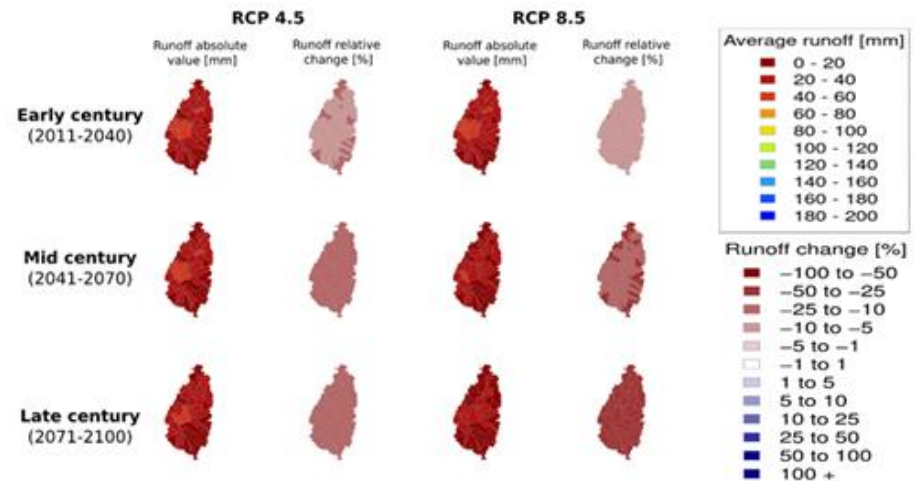 RCP 4.5
RCP 8.5
Runoff absolute
value [mm]
Runoff relative
change [%]
Runoff absolute
value [mm]
Runoff relative
change [%]
Early century
(2011-2040)
Mid century
(2041-2070)
Late century
(2071-2100)
Average runoff [mm]
0 - 20
20 - 40
40 - 60
60 - 80
80 - 100
100 - 120
120 - 140
140 - 160
160 - 180
180 - 200
Runoff change [%]
−100 to −50
−50 to −25
−25 to −10
−10 to −5
−5 to −1
−1 to 1
1 to 5
5 to 10
10 to 25
25 to 50
50 to 100
100 +